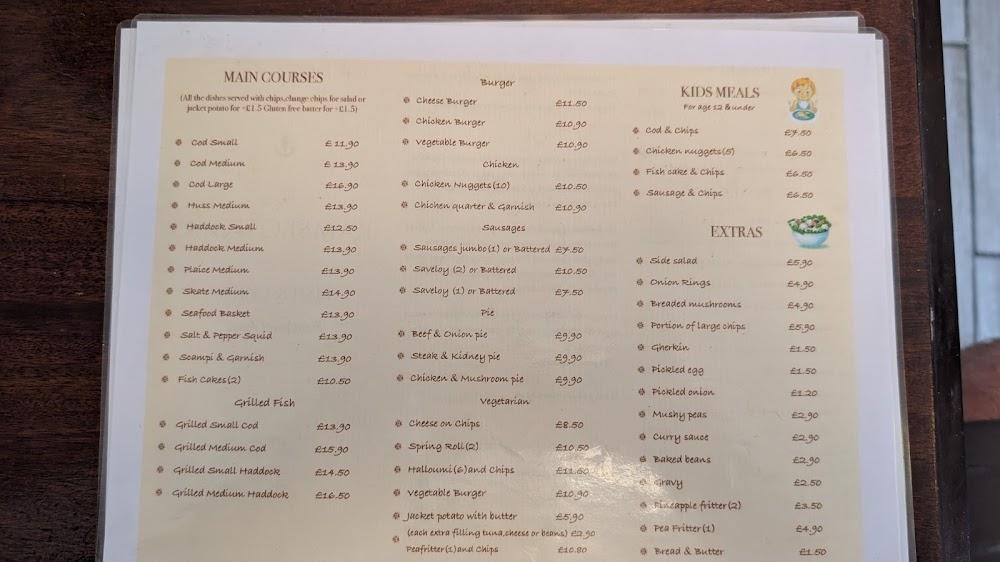 MAIN COURSES
(All the dishes served with chips,change chips for salad or
jacket potato for +£1.5 Gluten free batter for +£1.5)
Cod Small £ 11.90
Cod Medium £ 13.90
Cod Large £16.90
Huss Medium £13.90
Haddock Small £12.50
Haddock Medium £13.90
Plaice Medium £13.90
Skate Medium £14.90
Seafood Basket £13.90
Salt & Pepper Squid £13.90
Scampi & Garnish £13.90
Fish Cakes(2) £10.50
Grilled Fish
Grilled Small Cod £13.90
Grilled Medium Cod £15.90
Grilled Small Haddock £14.50
Grilled Medium Haddock £16.50
Burger
Cheese Burger £11.50
Chicken Burger £10.90
Vegetable Burger £10.90
Chicken
Chicken Nuggets(10) £10.50
Chichen quarter & Garnish £10.90
Sausages
Sausages jumbo(1) or Battered £7.50
Saveloy (2) or Battered £10.50
Saveloy (1) or Battered £7.50
Pie
Beef & Onion pie £9.90
Steak & Kidney pie £9.90
Chicken & Mushroom pie £9.90
Vegetarian
Cheese on Chips £8.50
Spring Roll(2) £10.50
Halloumi(6)and Chips £11.50
Vegetable Burger £10.90
Jacket potato with butter £5.90
(each extra filling tuna,cheese or beans) £2.90
Peafritter(1)and Chips £10.80
KIDS MEALS
For age 12 & under
Cod & Chips £7.50
Chicken nuggets(5) £6.50
Fish cake & Chips £6.50
Sausage & Chips £6.50
EXTRAS
Side salad £5.90
Onion Rings £4.90
Breaded mushrooms £4.90
Portion of large chips £5.90
Gherkin £1.50
Pickled egg £1.50
Pickled onion £1.20
Mushy peas £2.90
Curry sauce £2.90
Baked beans £2.90
Gravy £2.50
Pineapple fritter(2) £3.50
Pea Fritter(1) £4.90
Bread & Butter £1.50